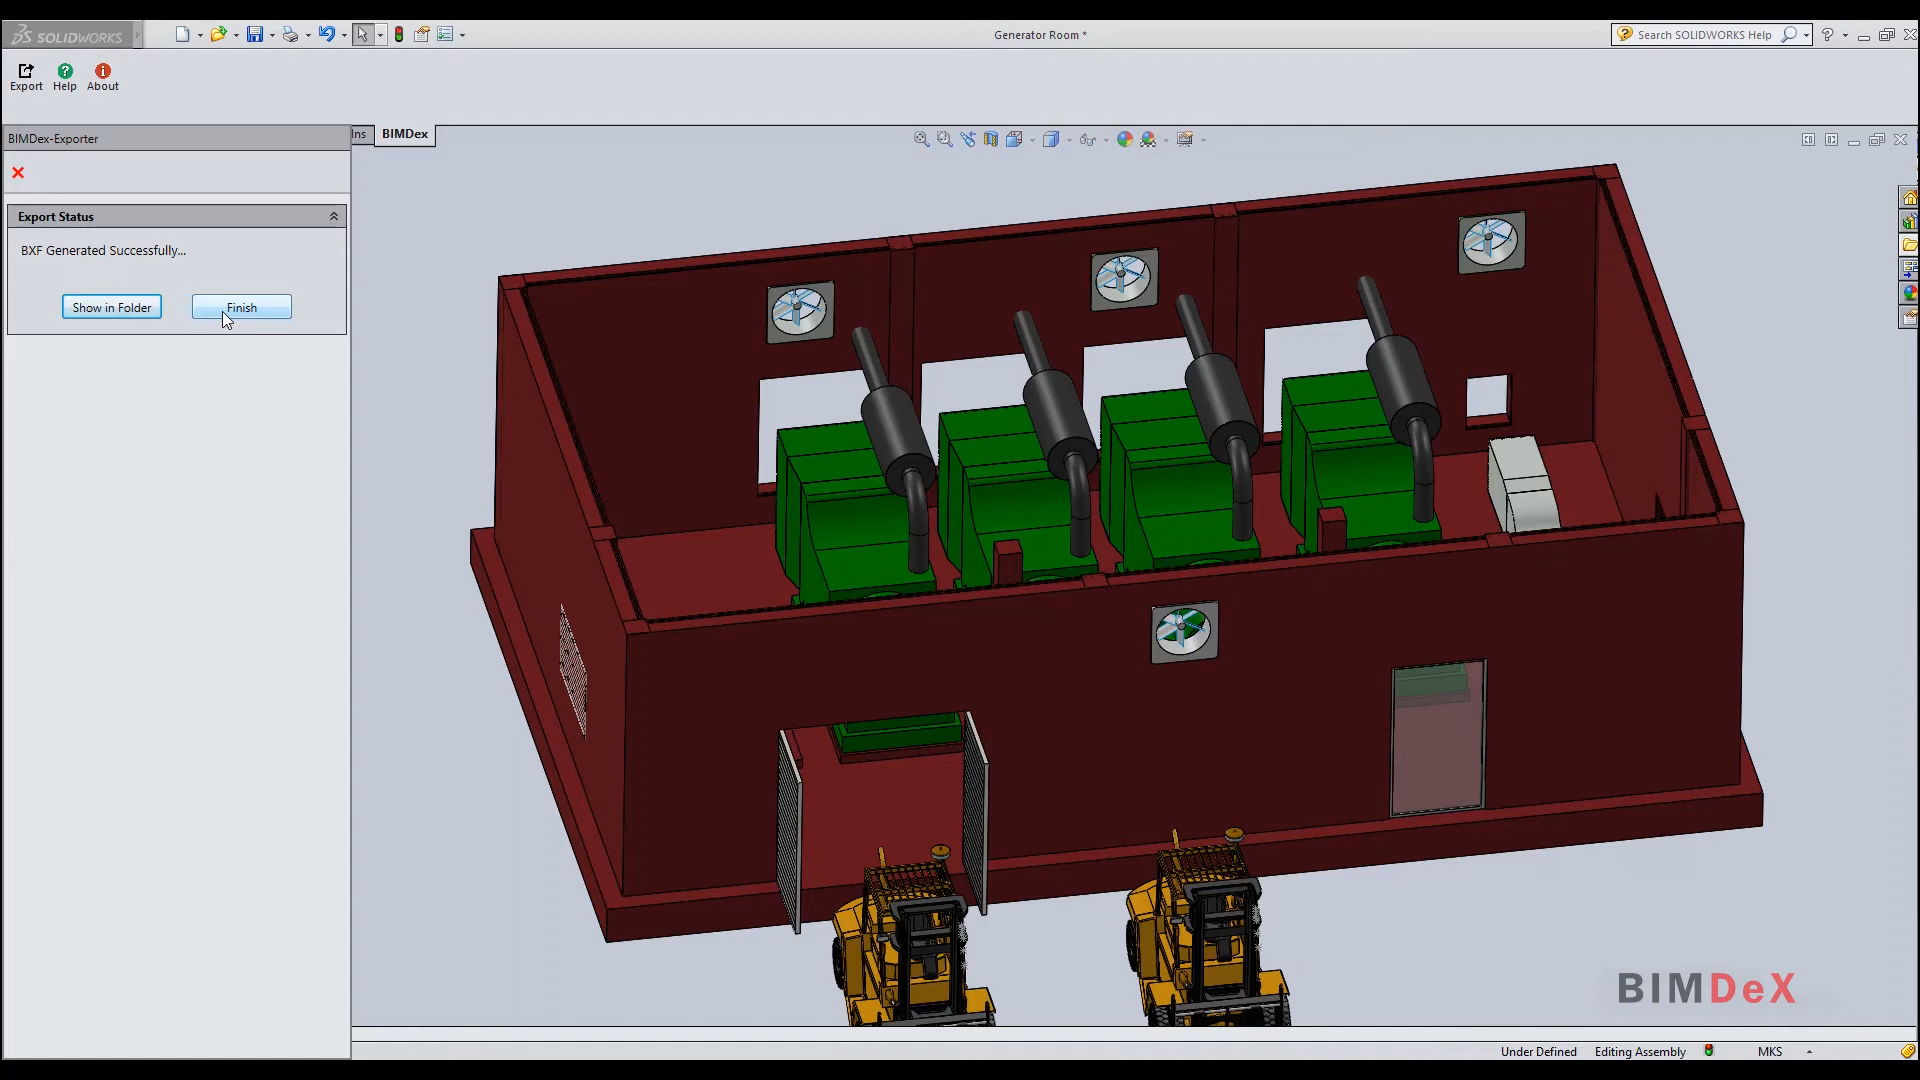 SOLIDWORKS
Generator Room *
Search SOLIDWORKS Help
Export
Help
About
BIMDex-Exporter
ins
BIMDex
Export Status
BXF Generated Successfully...
Show in Folder
Finish
BIMDeX
Under Defined
Editing Assembly
MKS